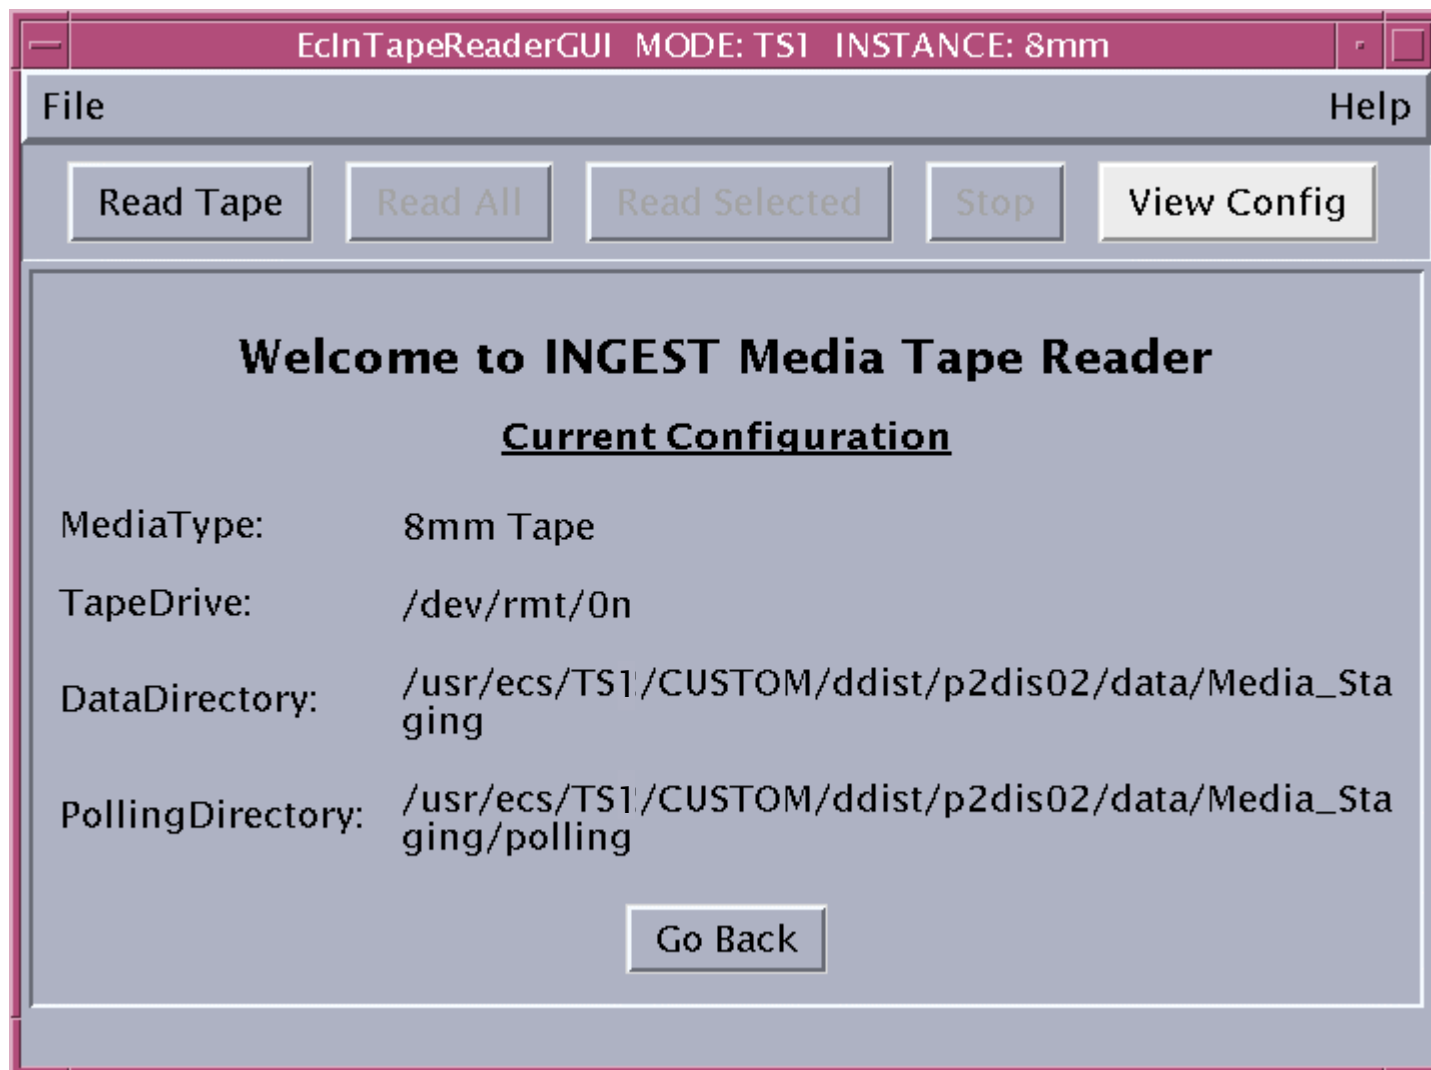 EcInTapeReaderGUI MODE: TS1 INSTANCE: 8mm
File Help
Read Tape Read All Read Selected Stop View Config
Welcome to INGEST Media Tape Reader
Current Configuration
MediaType: 8mm Tape
TapeDrive: /dev/rmt/0n
DataDirectory: /usr/ecs/TS1/CUSTOM/ddist/p2dis02/data/Media_Sta
ging
PollingDirectory: /usr/ecs/TS1/CUSTOM/ddist/p2dis02/data/Media_Sta
ging/polling
Go Back